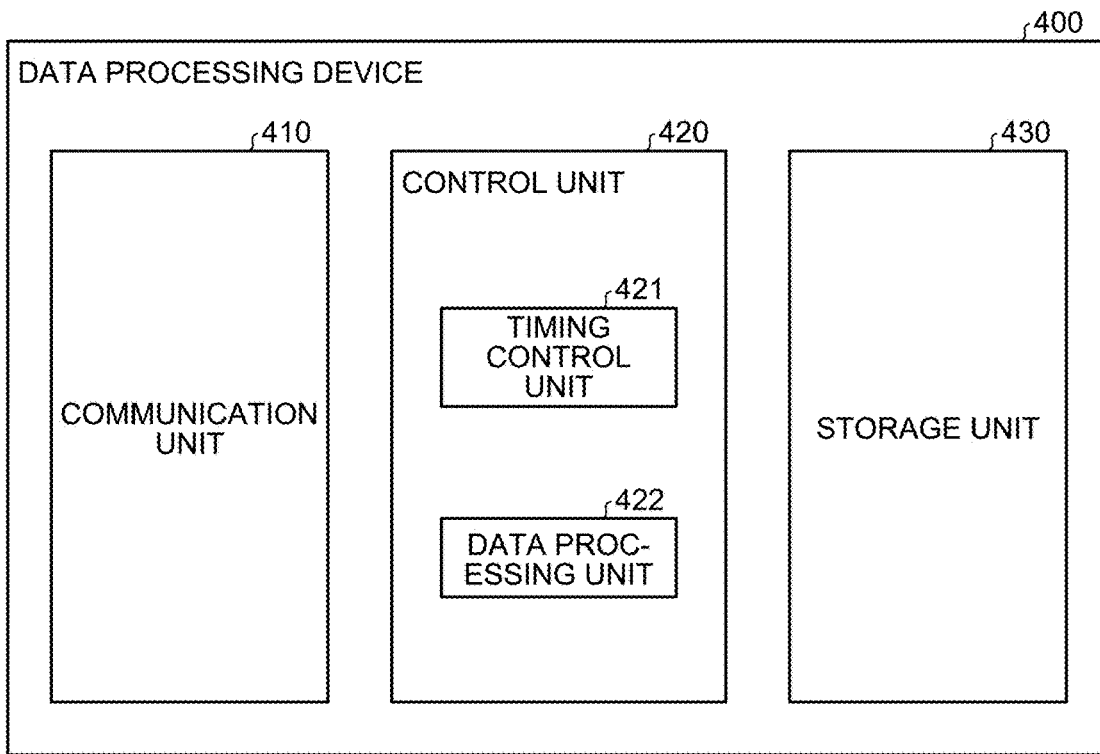 400
DATA PROCESSING DEVICE
410
COMMUNICATION
UNIT
420
CONTROL UNIT
421
TIMING
CONTROL
UNIT
422
DATA PROC-
ESSING UNIT
430
STORAGE UNIT